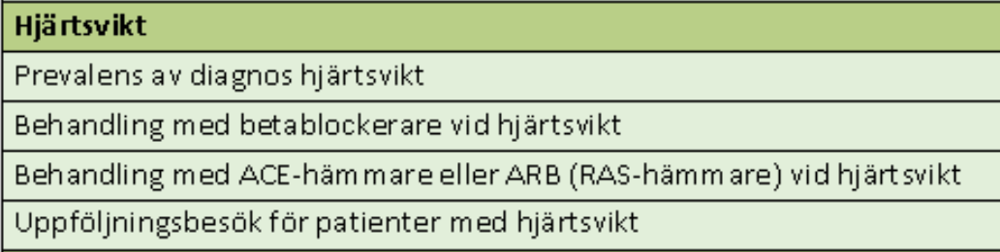 Hjärtsvikt
Prevalens av diagnos hjärtsvikt
Behandling med betablockerare vid hjärtsvikt
Behandling med ACE-hämmare eller ARB (RAS-hämmare) vid hjärtsvikt
Uppföljningsbesök för patienter med hjärtsvikt